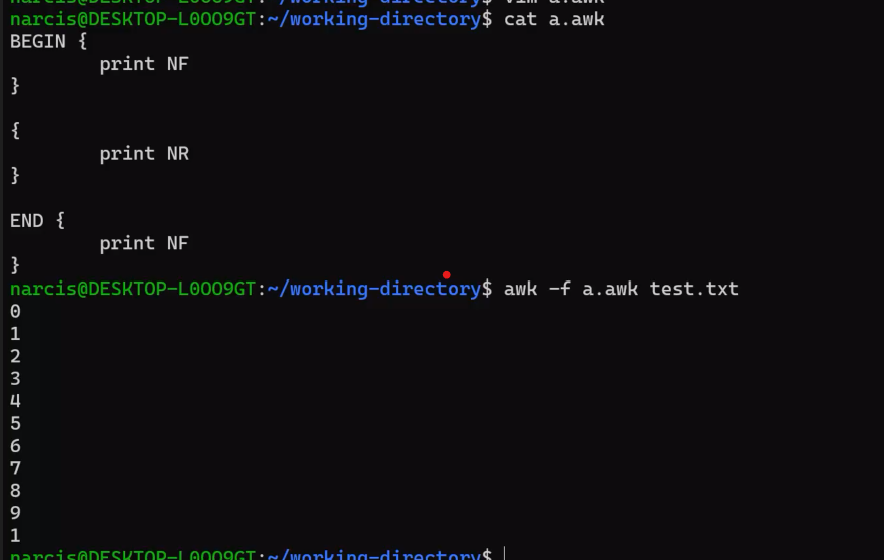 narcis@DESKTOP-L0OO9GT:~/working-directory$ vim a.awk
narcis@DESKTOP-L0OO9GT:~/working-directory$ cat a.awk
BEGIN {
        print NF
}
{
        print NR
}
END {
        print NF
}
narcis@DESKTOP-L0OO9GT:~/working-directory$ awk -f a.awk test.txt
0
1
2
3
4
5
6
7
8
9
1
narcis@DESKTOP-L0OO9GT:~/working-directory$